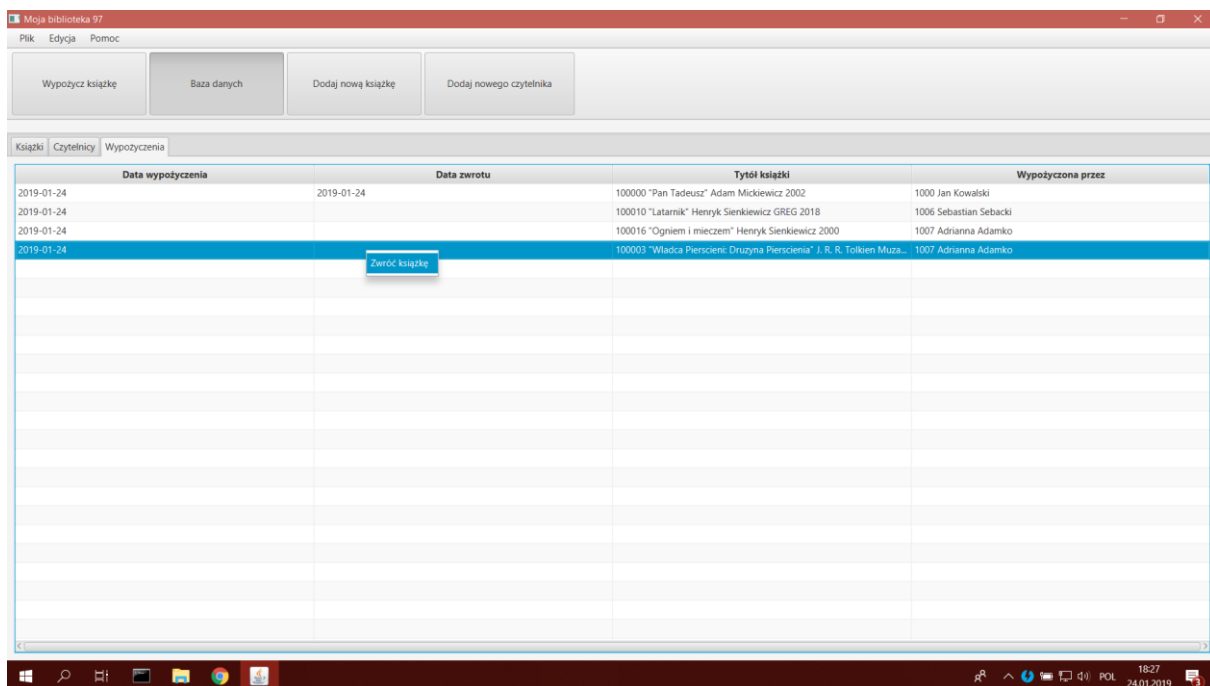 Moja biblioteka 97
Plik Edycja Pomoc
Wypożycz książkę Baza danych Dodaj nową książkę Dodaj nowego czytelnika
Książki Czytelnicy Wypożyczenia
Data wypożyczenia Data zwrotu Tytół książki Wypożyczona przez
2019-01-24 2019-01-24 100000 "Pan Tadeusz" Adam Mickiewicz 2002 1000 Jan Kowalski
2019-01-24 100010 "Latarnik" Henryk Sienkiewicz GREG 2018 1006 Sebastian Sebacki
2019-01-24 100016 "Ogniem i mieczem" Henryk Sienkiewicz 2000 1007 Adrianna Adamko
2019-01-24 100003 "Wladca Pierscieni: Druzyna Pierscienia" J. R. R. Tolkien Muza... 1007 Adrianna Adamko
Zwróć książkę
POL 18:27
24.01.2019 3